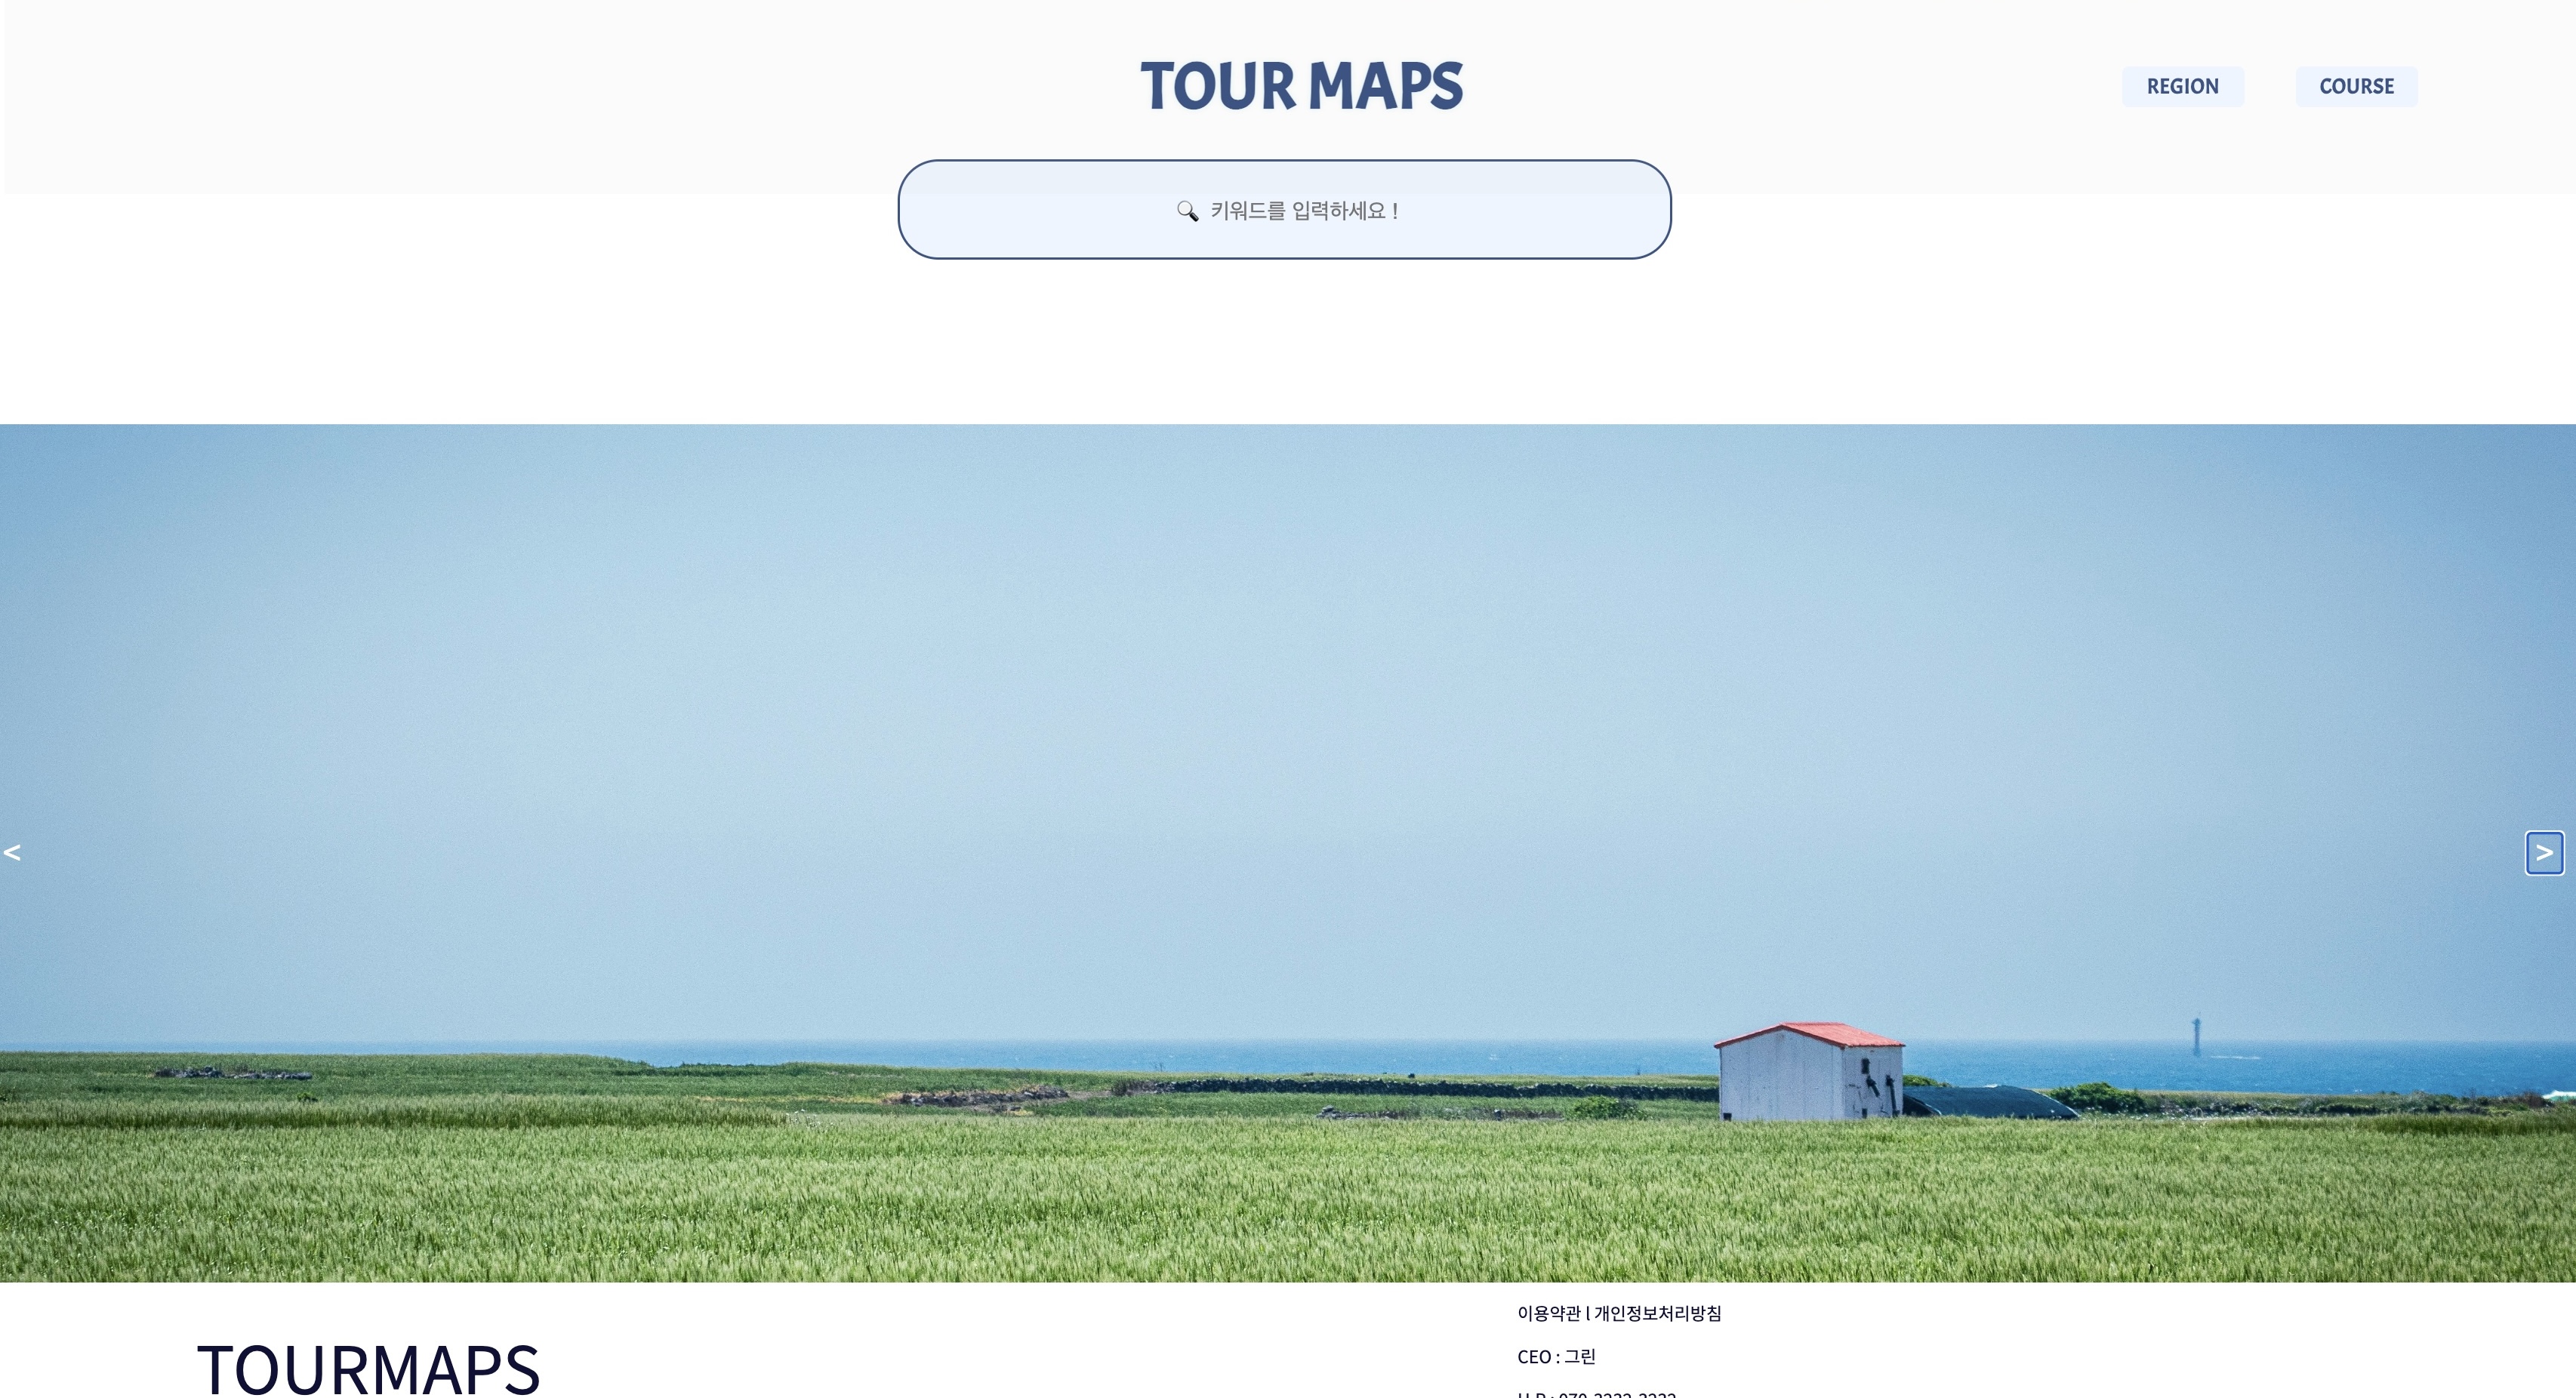 TOUR MAPS
REGION
COURSE
🔍 키워드를 입력하세요 !
<
>
이용약관 l 개인정보처리방침
TOURMAPS
CEO : 그린